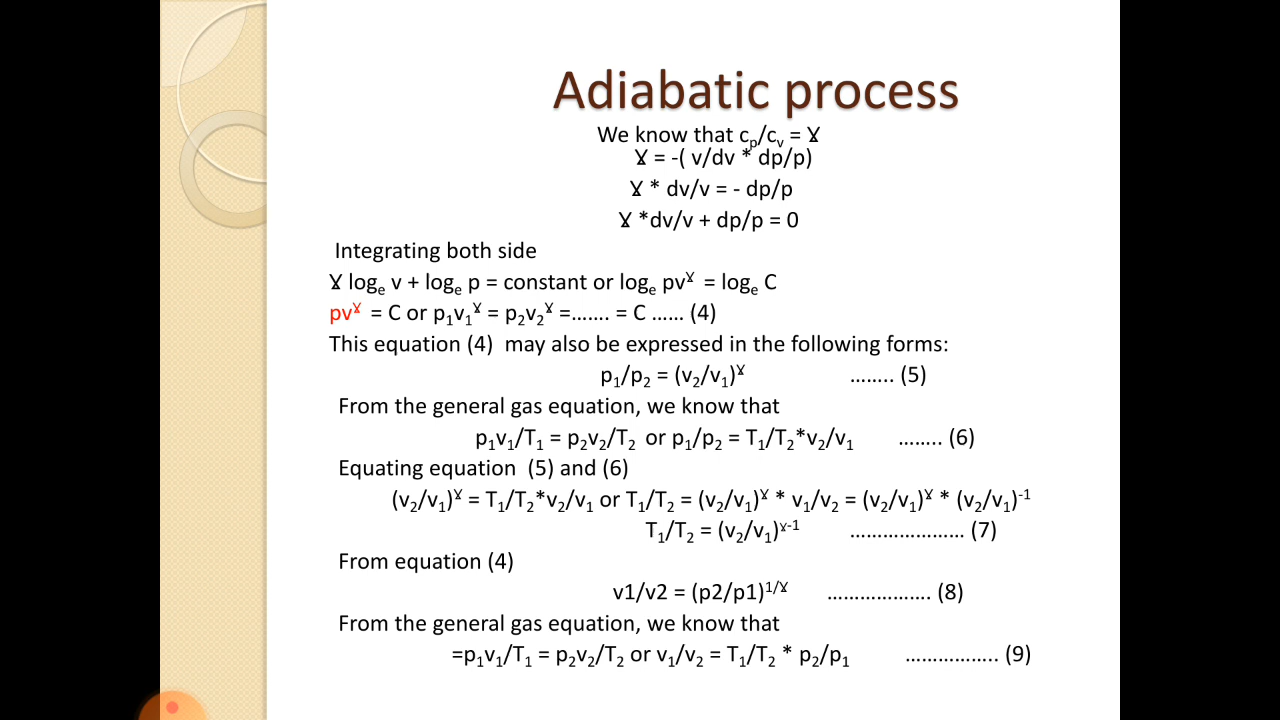 Adiabatic process
We know that cₚ/cᵥ = Ɣ
Ɣ = -( v/dv * dp/p)
Ɣ * dv/v = - dp/p
Ɣ *dv/v + dp/p = 0
Integrating both side
Ɣ logₑ v + logₑ p = constant or logₑ pv^Ɣ = logₑ C
pv^Ɣ = C or p₁v₁^Ɣ = p₂v₂^Ɣ =……. = C …… (4)
This equation (4) may also be expressed in the following forms:
p₁/p₂ = (v₂/v₁)^Ɣ …….. (5)
From the general gas equation, we know that
p₁v₁/T₁ = p₂v₂/T₂ or p₁/p₂ = T₁/T₂*v₂/v₁ …….. (6)
Equating equation (5) and (6)
(v₂/v₁)^Ɣ = T₁/T₂*v₂/v₁ or T₁/T₂ = (v₂/v₁)^Ɣ * v₁/v₂ = (v₂/v₁)^Ɣ * (v₂/v₁)⁻¹
T₁/T₂ = (v₂/v₁)^Ɣ⁻¹ ………………… (7)
From equation (4)
v1/v2 = (p2/p1)^1/Ɣ ………………. (8)
From the general gas equation, we know that
=p₁v₁/T₁ = p₂v₂/T₂ or v₁/v₂ = T₁/T₂ * p₂/p₁ …………….. (9)